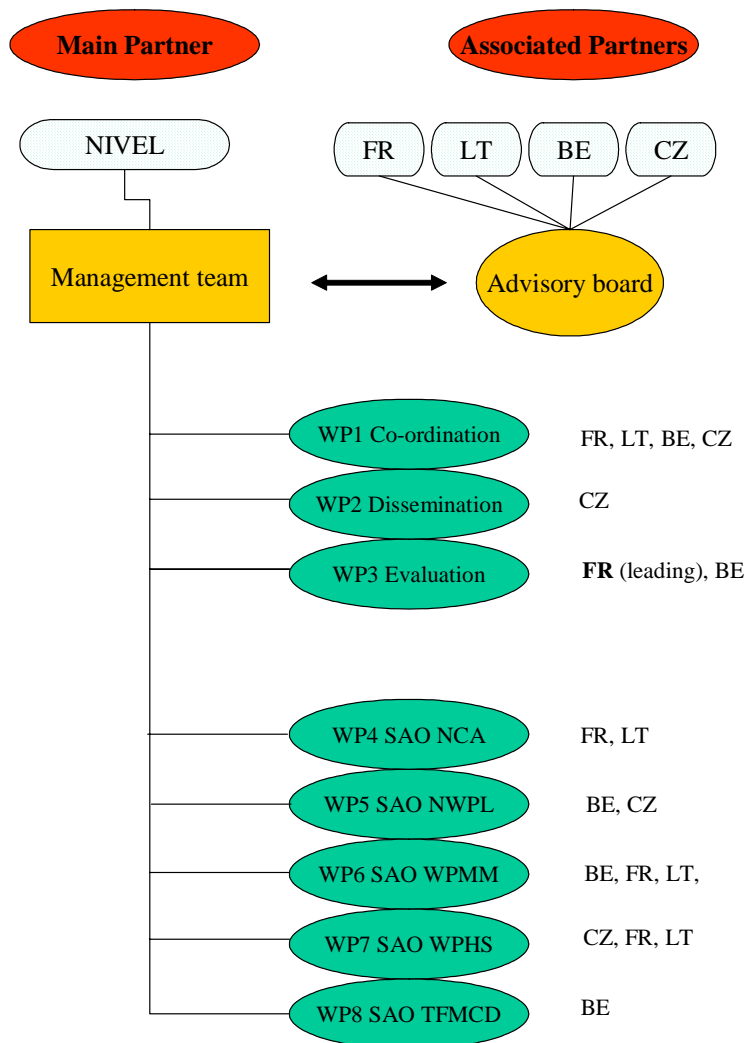 Main Partner
Associated Partners
NIVEL
FR
LT
BE
CZ
Management team
Advisory board
WP1 Co-ordination
FR, LT, BE, CZ
WP2 Dissemination
CZ
WP3 Evaluation
FR (leading), BE
WP4 SAO NCA
FR, LT
WP5 SAO NWPL
BE, CZ
WP6 SAO WPMM
BE, FR, LT,
WP7 SAO WPHS
CZ, FR, LT
WP8 SAO TFMCD
BE